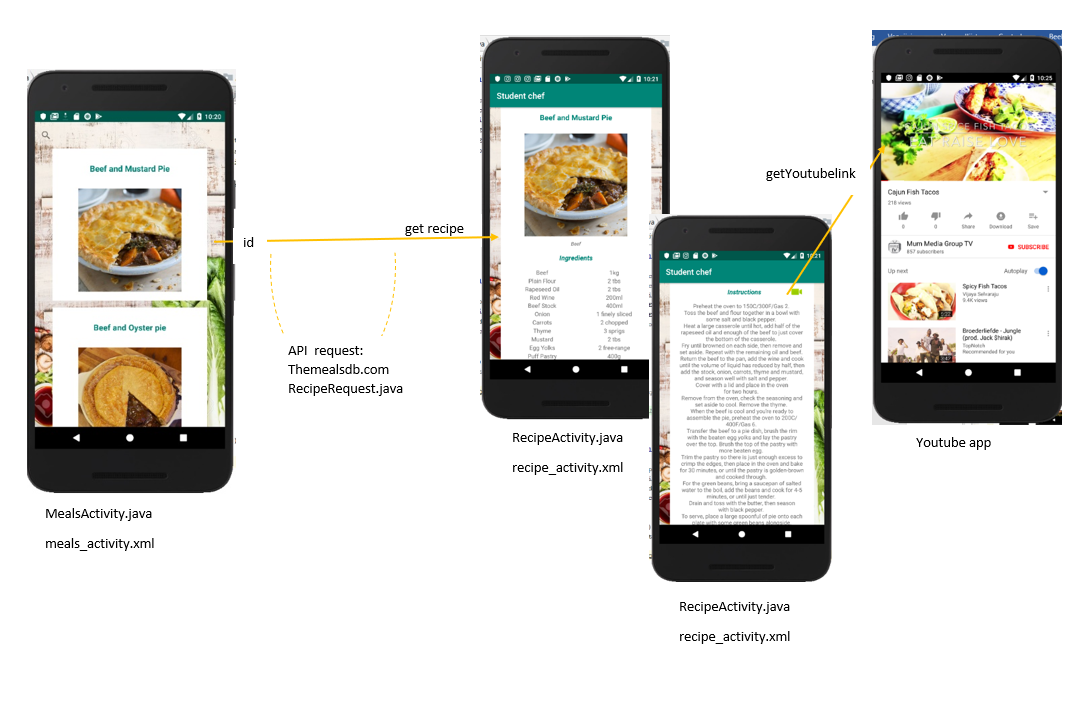 10:20
Beef and Mustard Pie
Beef and Oyster pie
MealsActivity.java
meals_activity.xml
id
get recipe
API request:
Themealsdb.com
RecipeRequest.java
10:21
Student chef
Beef and Mustard Pie
Beef
Ingredients
Beef 1kg
Plain Flour 2 tbs
Rapeseed Oil 2 tbs
Red Wine 200ml
Beef Stock 400ml
Onion 1 finely sliced
Carrots 2 chopped
Thyme 3 sprigs
Mustard 2 tbs
Egg Yolks 2 free-range
Puff Pastry 400g
RecipeActivity.java
recipe_activity.xml
10:21
Student chef
Instructions
Preheat the oven to 150C/300F/Gas 2.
Toss the beef and flour together in a bowl with
some salt and black pepper.
Heat a large casserole until hot, add half of the
rapeseed oil and enough of the beef to just cover
the bottom of the casserole.
Fry until browned on each side, then remove and
set aside. Repeat with the remaining oil and beef.
Return the beef to the pan, add the wine and cook
until the volume of liquid has reduced by half, then
add the stock, onion, carrots, thyme and mustard,
and season well with salt and pepper.
Cover with a lid and place in the oven
for two hours.
Remove from the oven, check the seasoning and
set aside to cool. Remove the thyme.
When the beef is cool and you're ready to
assemble the pie, preheat the oven to 200C/
400F/Gas 6.
Transfer the beef to a pie dish, brush the rim
with the beaten egg yolks and lay the pastry
over the top. Brush the top of the pastry with
more beaten egg.
Trim the pastry so there is just enough excess to
crimp the edges, then place in the oven and bake
for 30 minutes, or until the pastry is golden-brown
and cooked through.
For the green beans, bring a saucepan of salted
water to the boil, add the beans and cook for 4-5
minutes, or until just tender.
Drain and toss with the butter, then season
with black pepper.
To serve, place a large spoonful of pie onto each
plate with some green beans alongside
RecipeActivity.java
recipe_activity.xml
getYoutubelink
10:25
FISH
EAT PRAISE LOVE
Cajun Fish Tacos
218 views
0 0 Share Download Save
Mum Media Group TV
857 subscribers
SUBSCRIBE
Up next
Autoplay
Spicy Fish Tacos
Vijaya Selvaraju
9.4K views
Broederliefde - Jungle
(prod. Jack $hirak)
TopNotch
Recommended for you
Youtube app